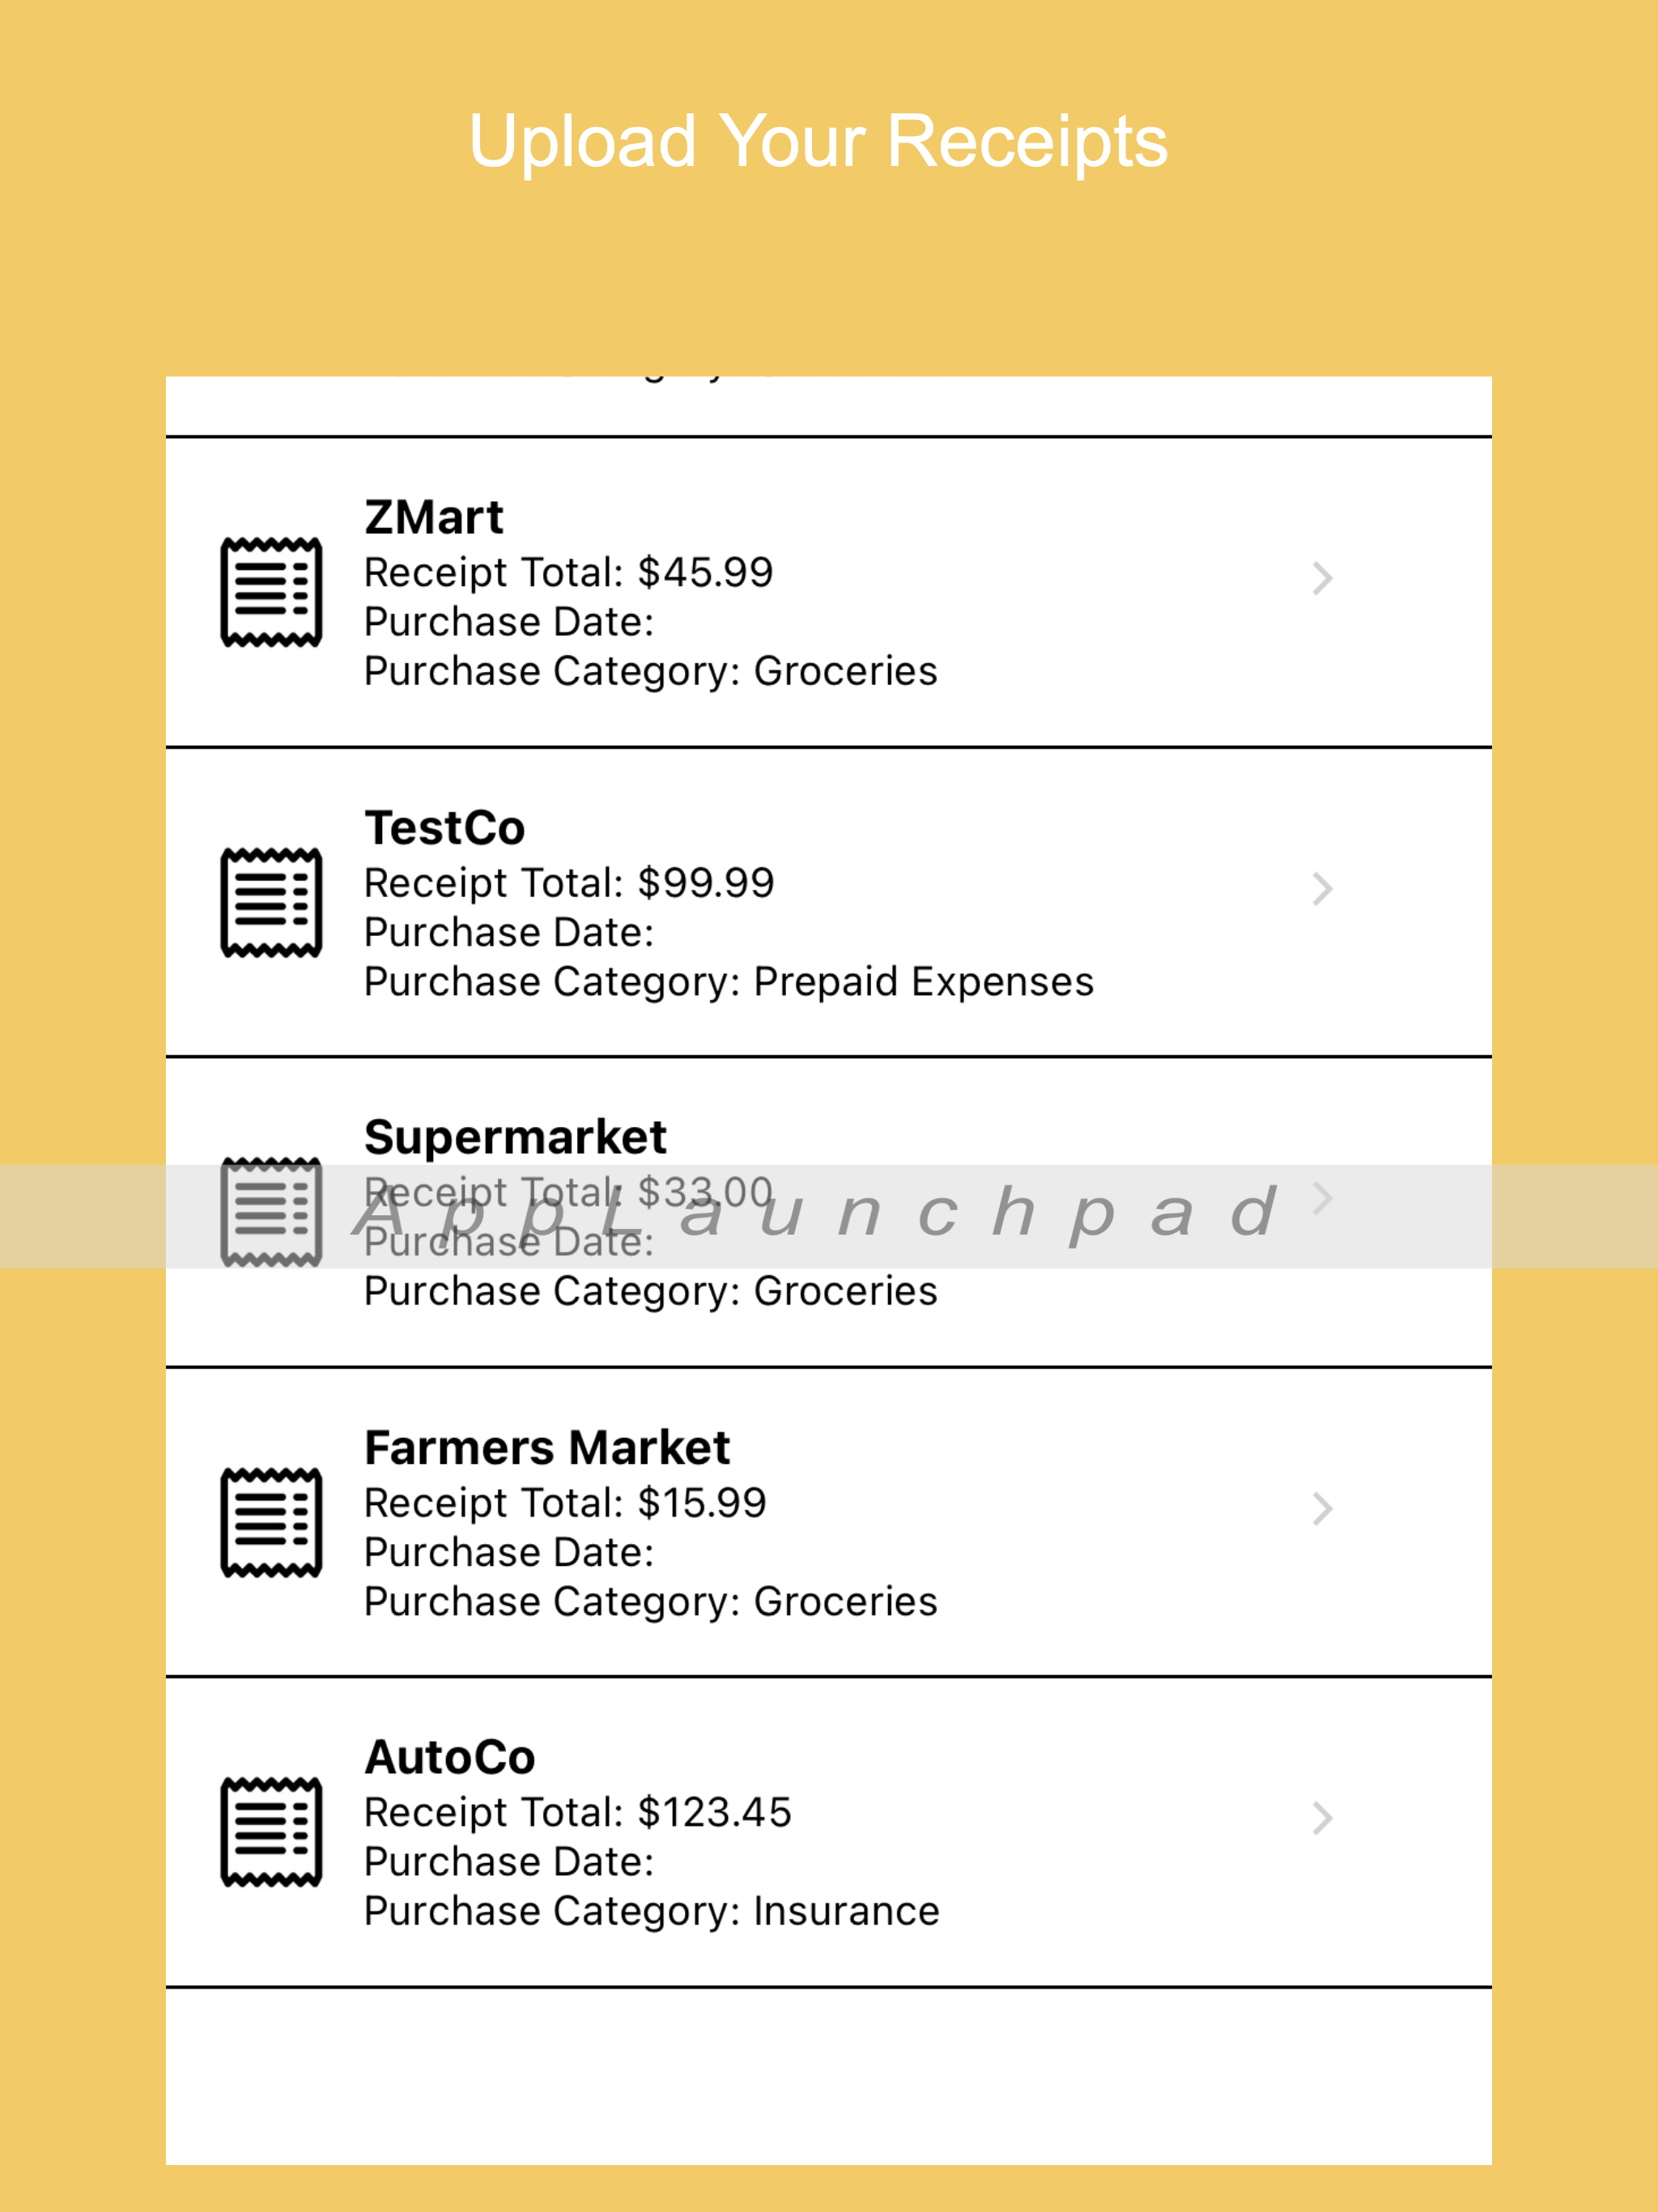 Upload Your Receipts
ZMart
Receipt Total: $45.99
Purchase Date:
Purchase Category: Groceries
TestCo
Receipt Total: $99.99
Purchase Date:
Purchase Category: Prepaid Expenses
Supermarket
Receipt Total: $33.00
AppLaunchpad
Purchase Date:
Purchase Category: Groceries
Farmers Market
Receipt Total: $15.99
Purchase Date:
Purchase Category: Groceries
AutoCo
Receipt Total: $123.45
Purchase Date:
Purchase Category: Insurance